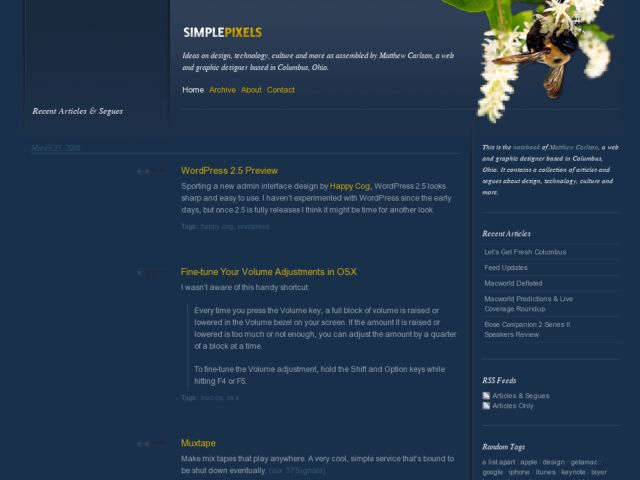 SIMPLEPIXELS
Ideas on design, technology, culture and more as assembled by Matthew Carlson, a web
and graphic designer based in Columbus, Ohio.
Home Archive About Contact
Recent Articles & Segues
March 25, 2008
WordPress 2.5 Preview
Sporting a new admin interface design by Happy Cog, WordPress 2.5 looks
sharp and easy to use. I haven't experimented with WordPress since the early
days, but once 2.5 is fully releases I think it might be time for another look.
Tags: happy cog, wordpress
Fine-tune Your Volume Adjustments in OSX
I wasn't aware of this handy shortcut:
Every time you press the Volume key, a full block of volume is raised or
lowered in the Volume bezel on your screen. If the amount it is raised or
lowered is too much or not enough, you can adjust the amount by a quarter
of a block at a time.
To fine-tune the Volume adjustment, hold the Shift and Option keys while
hitting F4 or F5.
Tags: mac os, os x
Muxtape
Make mix tapes that play anywhere. A very cool, simple service that's bound to
be shut down eventually. (via 37Signals)
This is the notebook of Matthew Carlson, a web
and graphic designer based in Columbus,
Ohio. It contains a collection of articles and
segues about design, technology, culture and
more.
Recent Articles
Let's Get Fresh Columbus
Feed Updates
Macworld Deflated
Macworld Predictions & Live
Coverage Roundup
Bose Companion 2 Series II
Speakers Review
RSS Feeds
Articles & Segues
Articles Only
Random Tags
a list apart / apple / design / getamac /
google / iphone / itunes / keynote / layer